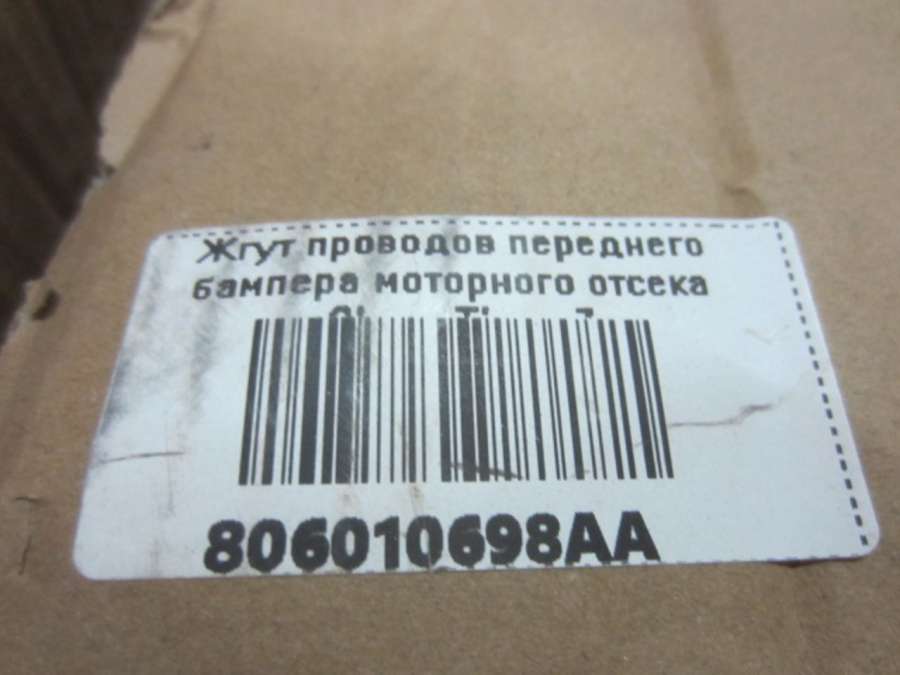 Жгут проводов переднего
бампера моторного отсека
806010698AA